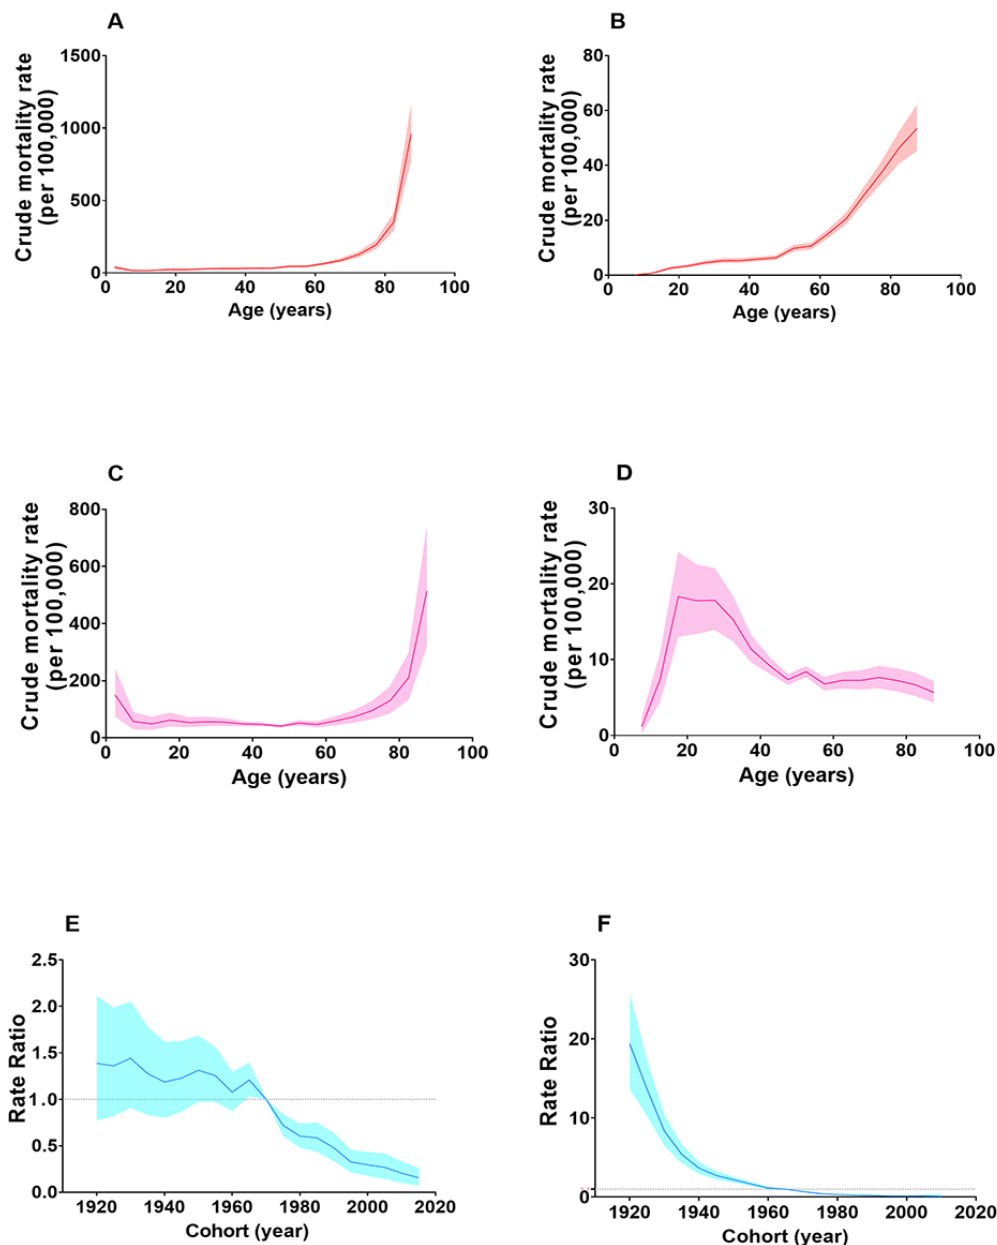 A
Crude mortality rate
(per 100,000)
1500
1000
500
0
0 20 40 60 80 100
Age (years)
B
Crude mortality rate
(per 100,000)
80
60
40
20
0
0 20 40 60 80 100
Age (years)
C
Crude mortality rate
(per 100,000)
800
600
400
200
0
0 20 40 60 80 100
Age (years)
D
Crude mortality rate
(per 100,000)
30
20
10
0
0 20 40 60 80 100
Age (years)
E
Rate Ratio
2.5
2.0
1.5
1.0
0.5
0.0
1920 1940 1960 1980 2000 2020
Cohort (year)
F
Rate Ratio
30
20
10
0
1920 1940 1960 1980 2000 2020
Cohort (year)